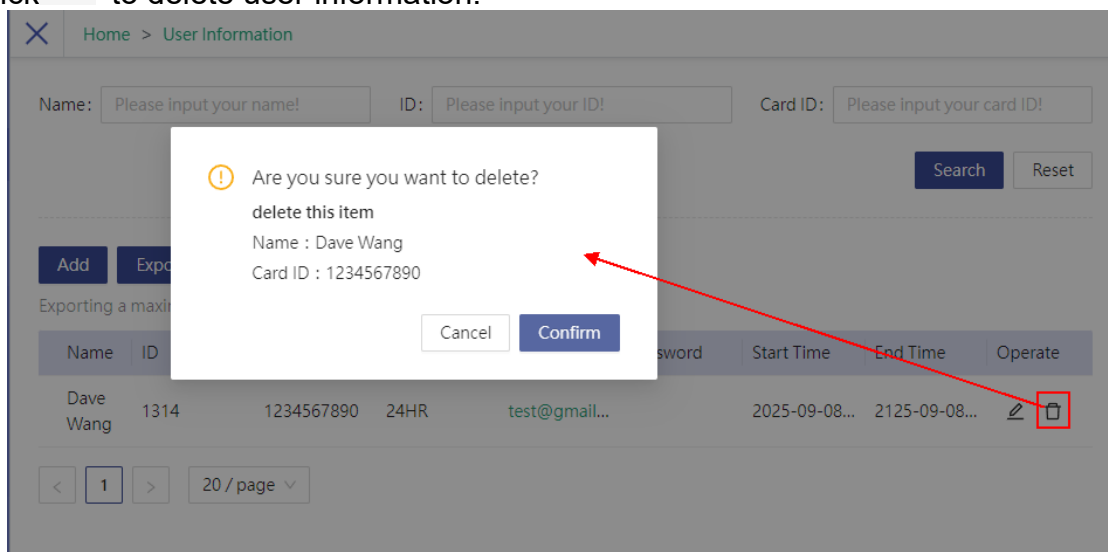 to delete user information.
Home > User Information
Name: Please input your name! ID: Please input your ID! Card ID: Please input your card ID!
Search Reset
Are you sure you want to delete?
delete this item
Name : Dave Wang
Card ID : 1234567890
Cancel Confirm
Add
Exporting a
Name ID Start Time End Time Operate
Dave Wang 1314 1234567890 24HR test@gmail... 2025-09-08... 2125-09-08...
< 1 > 20 / page